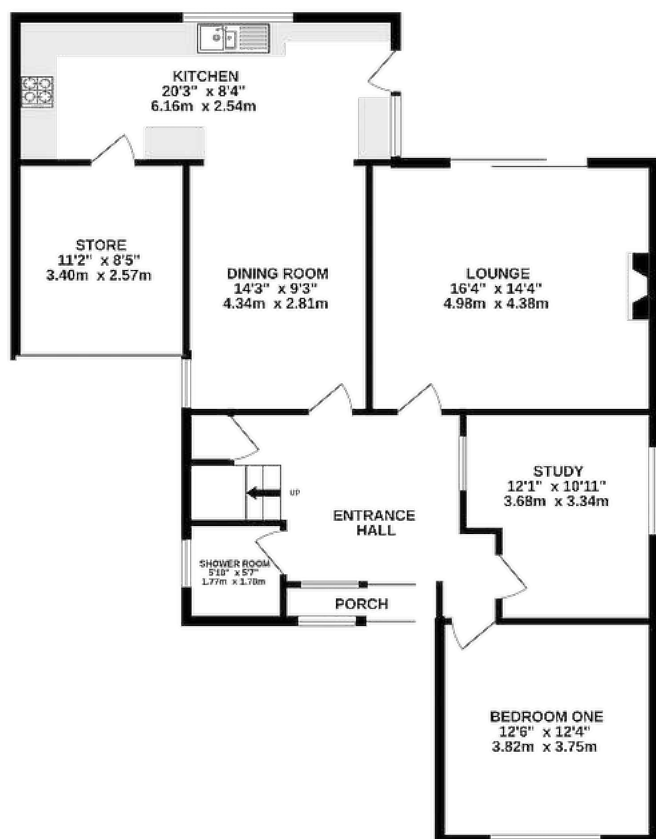 KITCHEN
20'3" x 8'4"
6.16m x 2.54m
STORE
11'2" x 8'5"
3.40m x 2.57m
DINING ROOM
14'3" x 9'3"
4.34m x 2.81m
LOUNGE
16'4" x 14'4"
4.98m x 4.38m
STUDY
12'1" x 10'11"
3.68m x 3.34m
UP
ENTRANCE
HALL
SHOWER ROOM
5'10" x 5'7"
1.77m x 1.70m
PORCH
BEDROOM ONE
12'6" x 12'4"
3.82m x 3.75m